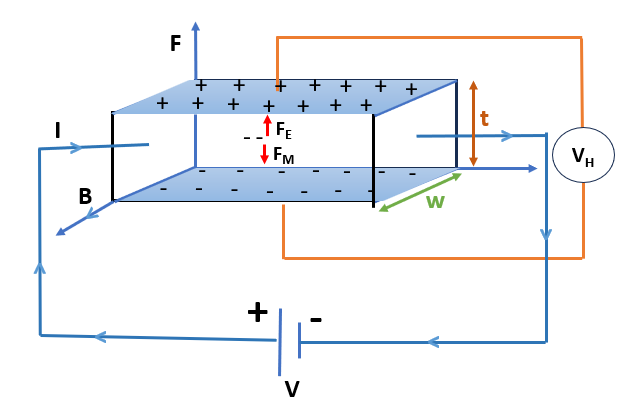 F
+ + + + + + +
+ + + + + + +
t
I
- -
F_E
F_M
V_H
- - - - - - -
- - - - - - -
B
w
+ -
V